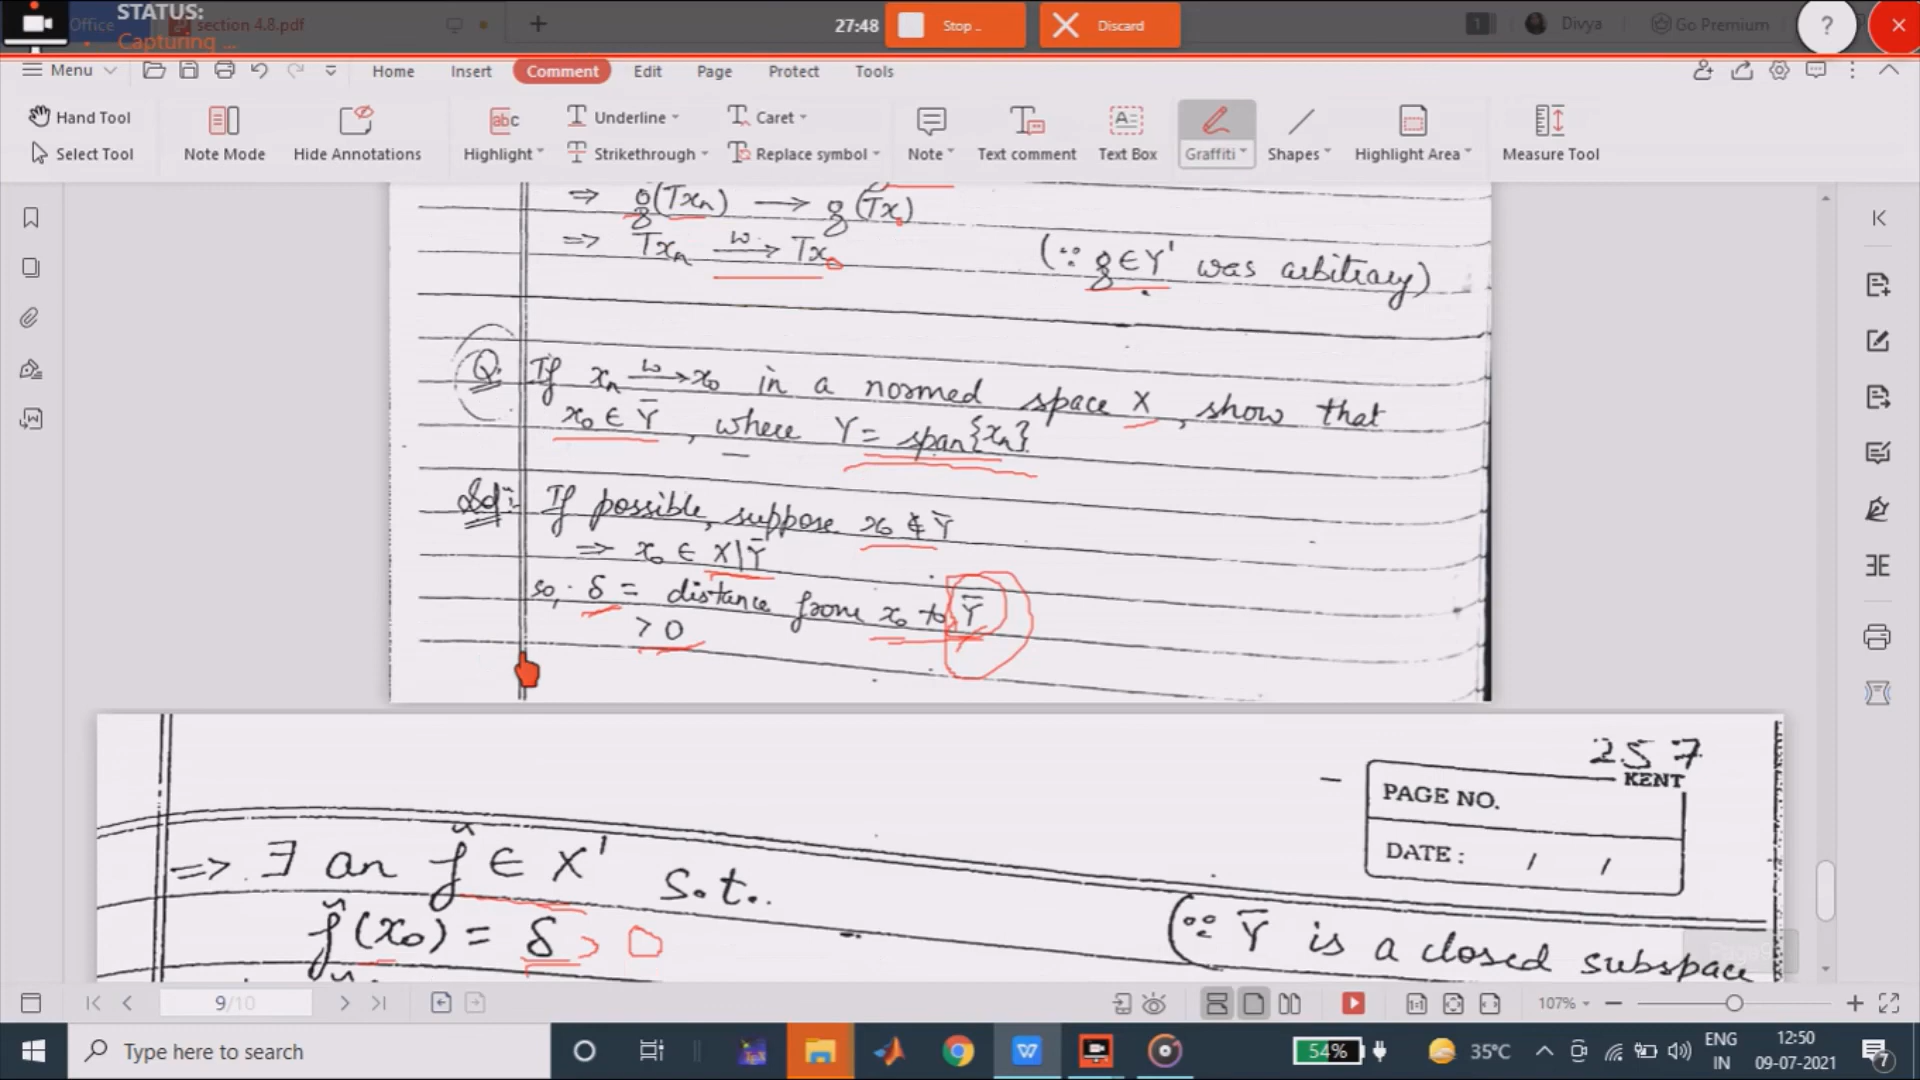 STATUS:
Capturing ...
Office
section 4.8.pdf
27:48
Stop ..
Discard
1
Divya
Go Premium
?
Menu
Home
Insert
Comment
Edit
Page
Protect
Tools
Hand Tool
Select Tool
Note Mode
Hide Annotations
Highlight
Underline
Strikethrough
Caret
Replace symbol
Note
Text comment
Text Box
Graffiti
Shapes
Highlight Area
Measure Tool
⇒ g(Txₙ) → g(Tx₀)
⇒ Txₙ —w→ Tx₀ (∵ g ∈ Y' was arbitrary)
Q. If xₙ —w→ x₀ in a normed space X, show that
x₀ ∈ Ȳ, where Y = span{xₙ}.
Sol: If possible, suppose x₀ ∉ Ȳ
⇒ x₀ ∈ X\Ȳ
so, δ = distance from x₀ to Ȳ
> 0
257
KENT
PAGE NO.
DATE: / /
⇒ ∃ an f̃ ∈ X' s.t.
f̃(x₀) = δ > 0
(∵ Ȳ is a closed subspace
9/10
107%
Type here to search
54%
35°C
ENG
IN
12:50
09-07-2021
7